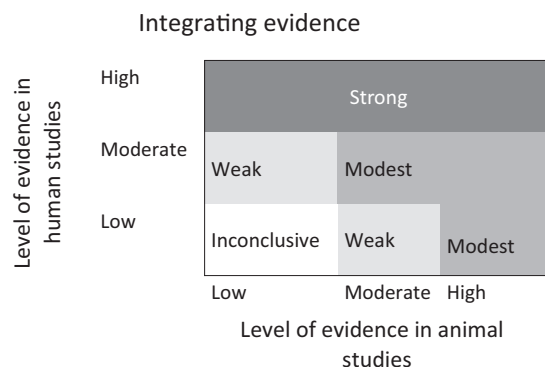 Integrating evidence
Level of evidence in
human studies
High
Strong
Moderate
Weak
Modest
Low
Inconclusive
Weak
Modest
Low
Moderate
High
Level of evidence in animal
studies